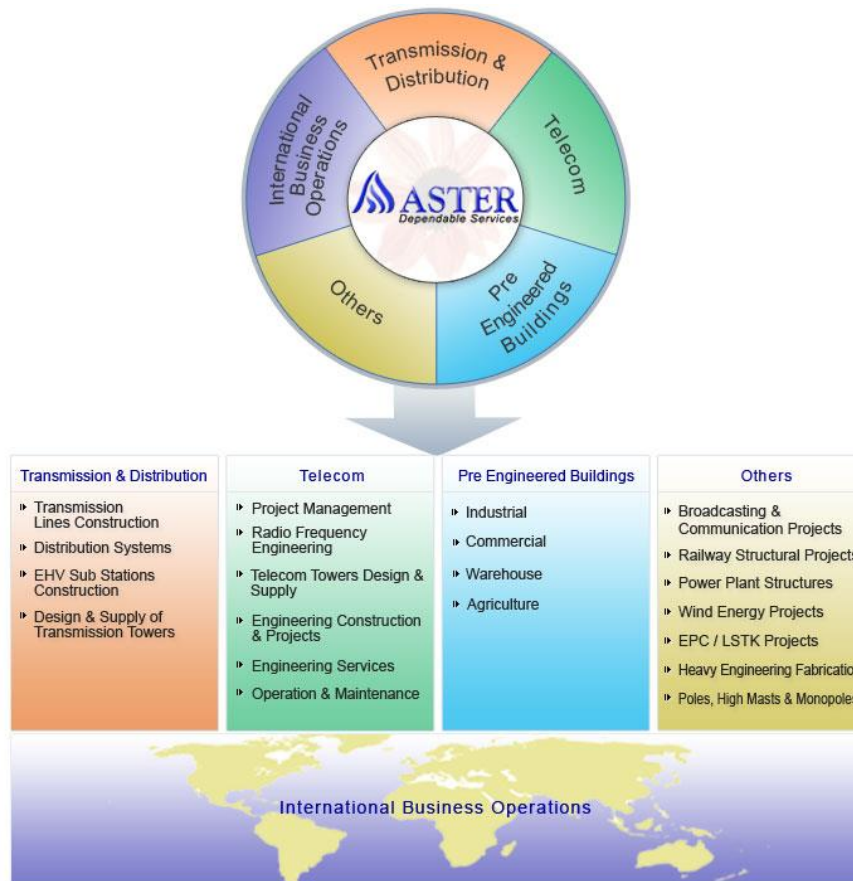 Transmission &
Distribution
Telecom
International
Business
Operations
ASTER
Dependable Services
Others
Pre
Engineered
Buildings
Transmission & Distribution
Transmission
Lines Construction
Distribution Systems
EHV Sub Stations
Construction
Design & Supply of
Transmission Towers
Telecom
Project Management
Radio Frequency
Engineering
Telecom Towers Design &
Supply
Engineering Construction
& Projects
Engineering Services
Operation & Maintenance
Pre Engineered Buildings
Industrial
Commercial
Warehouse
Agriculture
Others
Broadcasting &
Communication Projects
Railway Structural Projects
Power Plant Structures
Wind Energy Projects
EPC / LSTK Projects
Heavy Engineering Fabricatio
Poles, High Masts & Monopoles
International Business Operations